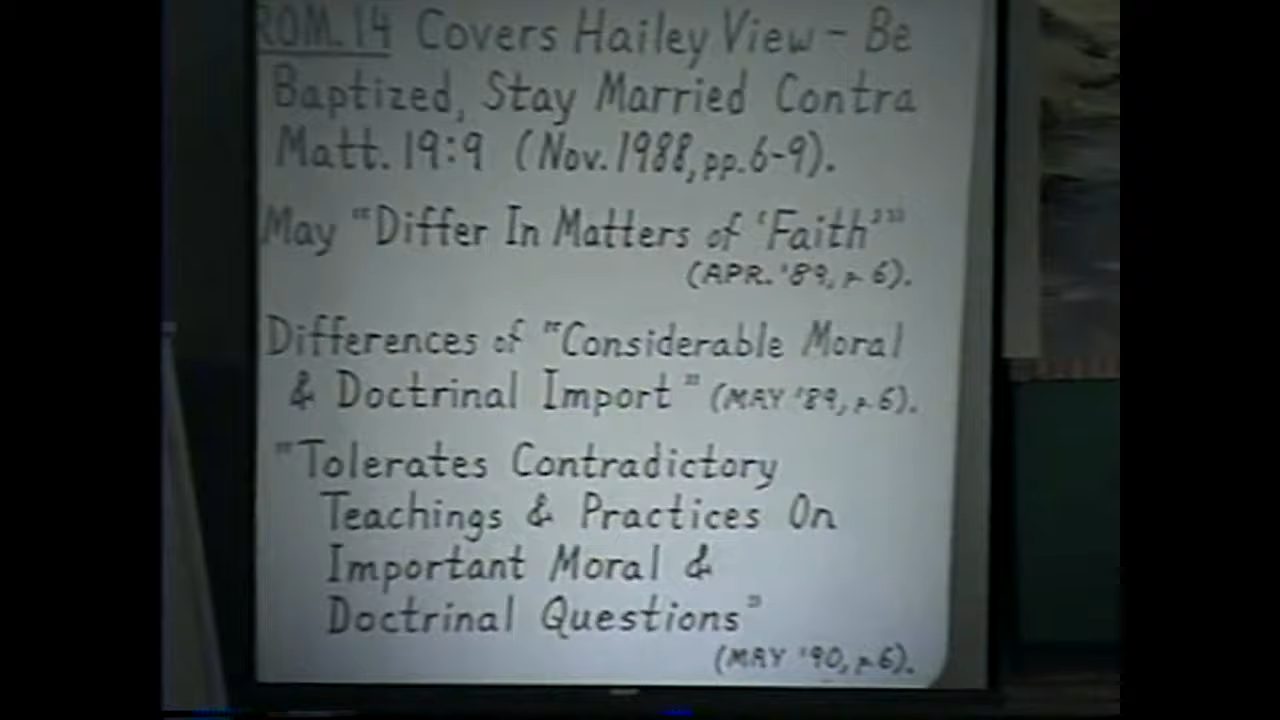 ROM. 14 Covers Hailey View - Be
Baptized, Stay Married Contra
Matt. 19:9 (Nov. 1988, pp. 6-9).
May "Differ In Matters of 'Faith'"
(APR. '89, p. 6).
Differences of "Considerable Moral
& Doctrinal Import" (MAY '89, p. 6).
"Tolerates Contradictory
Teachings & Practices On
Important Moral &
Doctrinal Questions"
(MAY '90, p. 6).